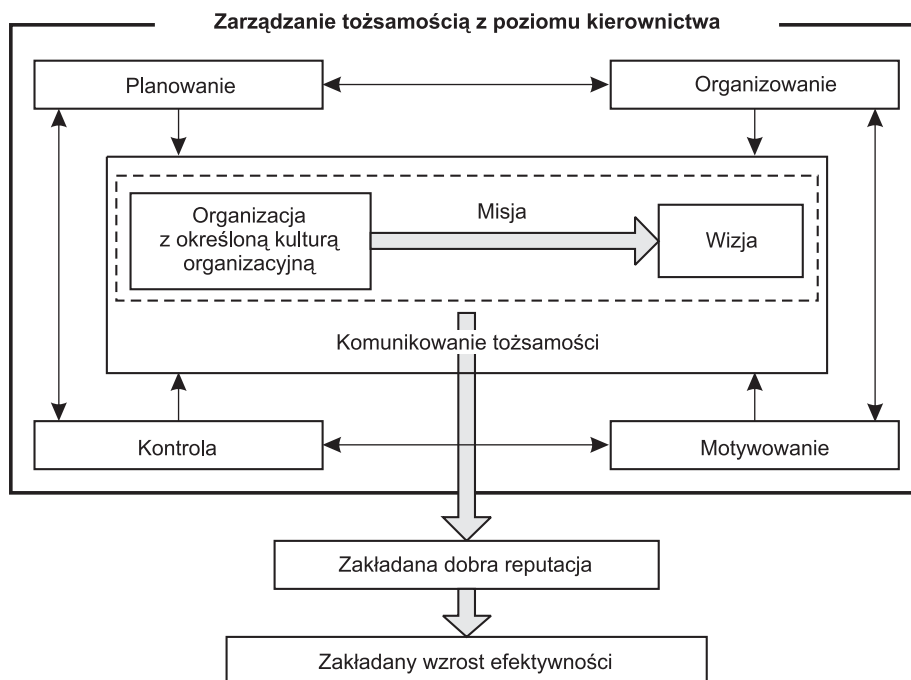 Zarządzanie tożsamością z poziomu kierownictwa
Planowanie
Organizowanie
Organizacja
z określoną kulturą
organizacyjną
Misja
Wizja
Komunikowanie tożsamości
Kontrola
Motywowanie
Zakładana dobra reputacja
Zakładany wzrost efektywności